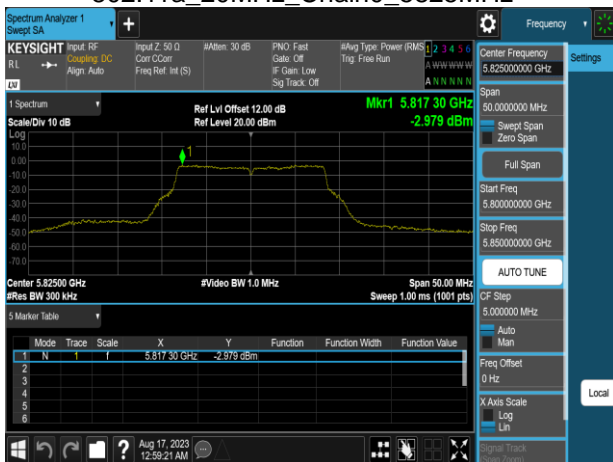 Spectrum Analyzer 1
Swept SA
Frequency
KEYSIGHT
RL
LXI
Input: RF
Coupling: DC
Align: Auto
Input Z: 50 Ω
Corr CCorr
Freq Ref: Int (S)
#Atten: 30 dB
PNO: Fast
Gate: Off
IF Gain: Low
Sig Track: Off
#Avg Type: Power (RMS
Trig: Free Run
1 2 3 4 5 6
A W W W W W
A N N N N N
1 Spectrum
Scale/Div 10 dB
Ref Lvl Offset 12.00 dB
Ref Level 20.00 dBm
Mkr1 5.817 30 GHz
-2.979 dBm
Log
10.0
0.00
-10.0
-20.0
-30.0
-40.0
-50.0
-60.0
-70.0
1
Center 5.82500 GHz
#Res BW 300 kHz
#Video BW 1.0 MHz
Span 50.00 MHz
Sweep 1.00 ms (1001 pts)
5 Marker Table
Mode Trace Scale X Y Function Function Width Function Value
1 N 1 f 5.817 30 GHz -2.979 dBm
2
3
4
5
6
Aug 17, 2023
12:59:21 AM
Center Frequency
5.825000000 GHz
Settings
Span
50.0000000 MHz
Swept Span
Zero Span
Full Span
Start Freq
5.800000000 GHz
Stop Freq
5.850000000 GHz
AUTO TUNE
CF Step
5.000000 MHz
Auto
Man
Freq Offset
0 Hz
X Axis Scale
Log
Lin
Local
Signal Track
(Span Zoom)